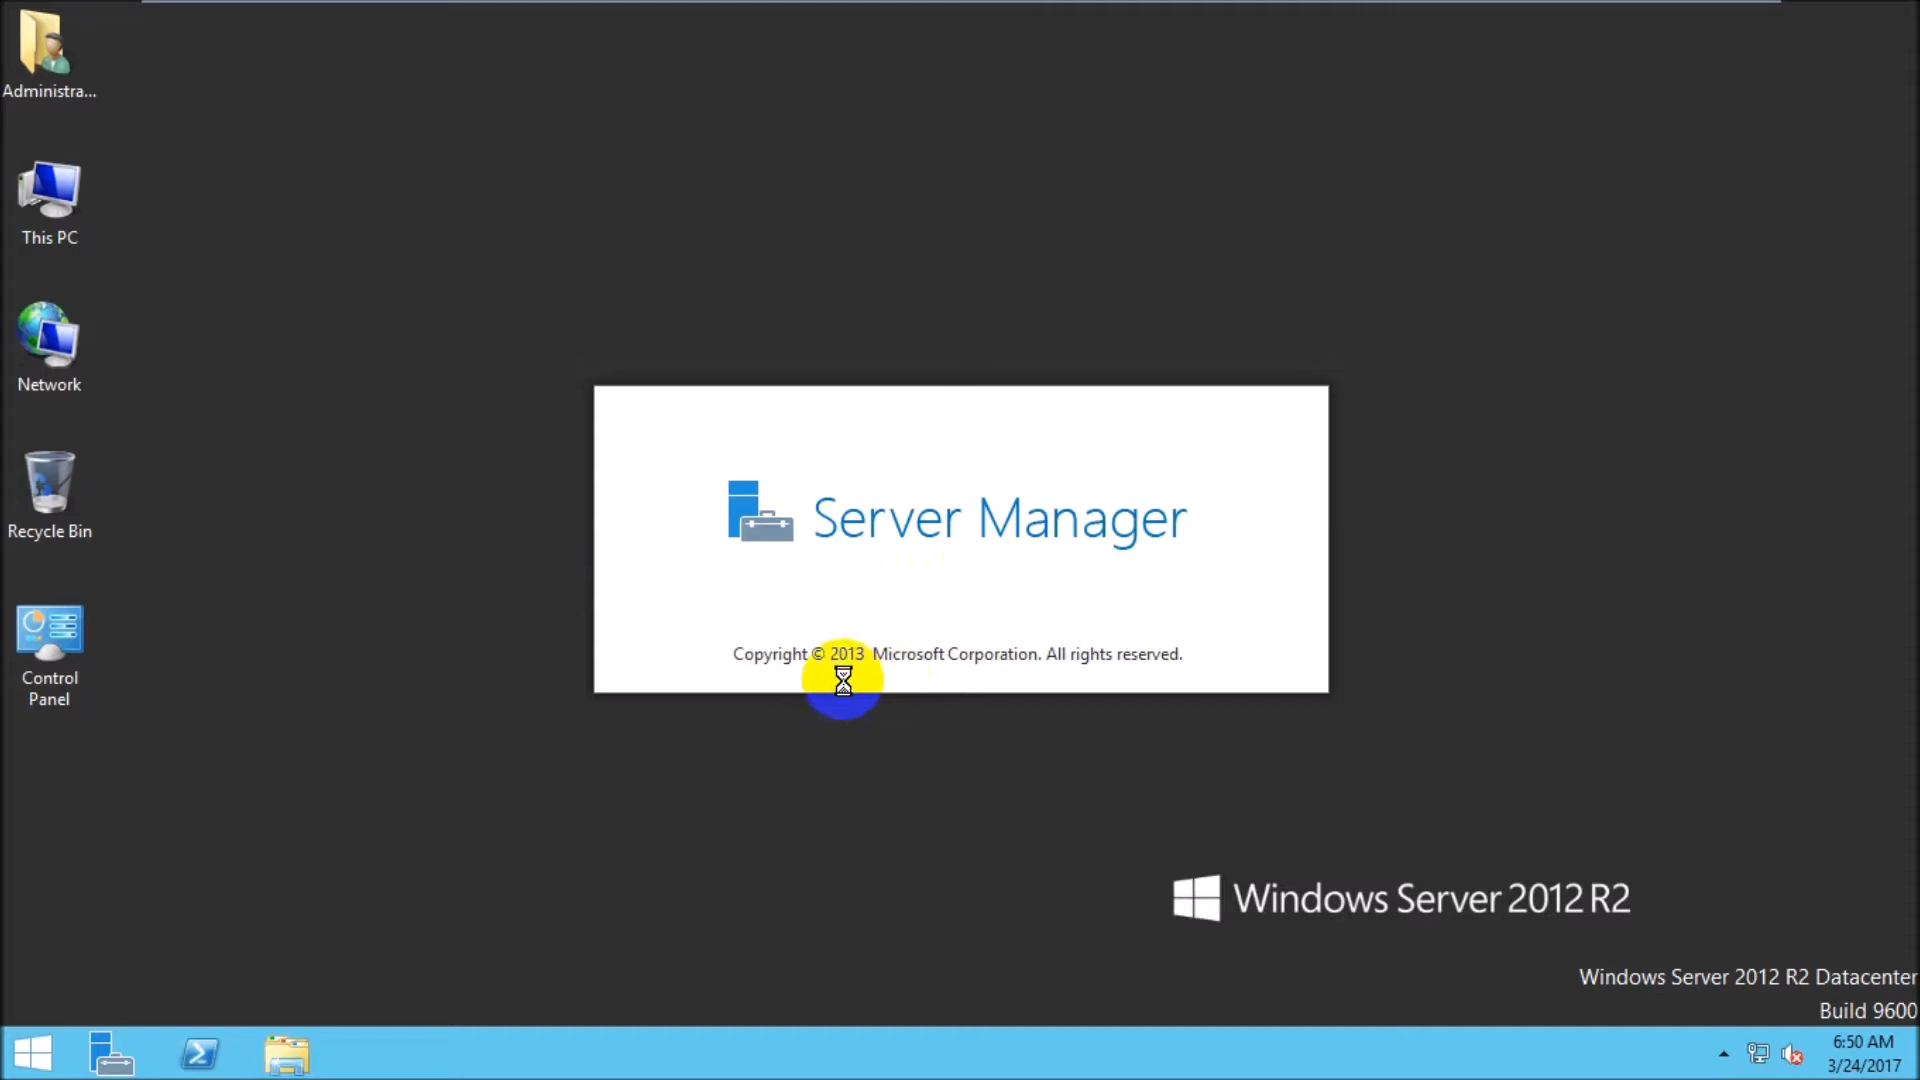 Administra...
This PC
Network
Recycle Bin
Control
Panel
Server Manager
Copyright © 2013 Microsoft Corporation. All rights reserved.
Windows Server 2012 R2
Windows Server 2012 R2 Datacenter
Build 9600
6:50 AM
3/24/2017